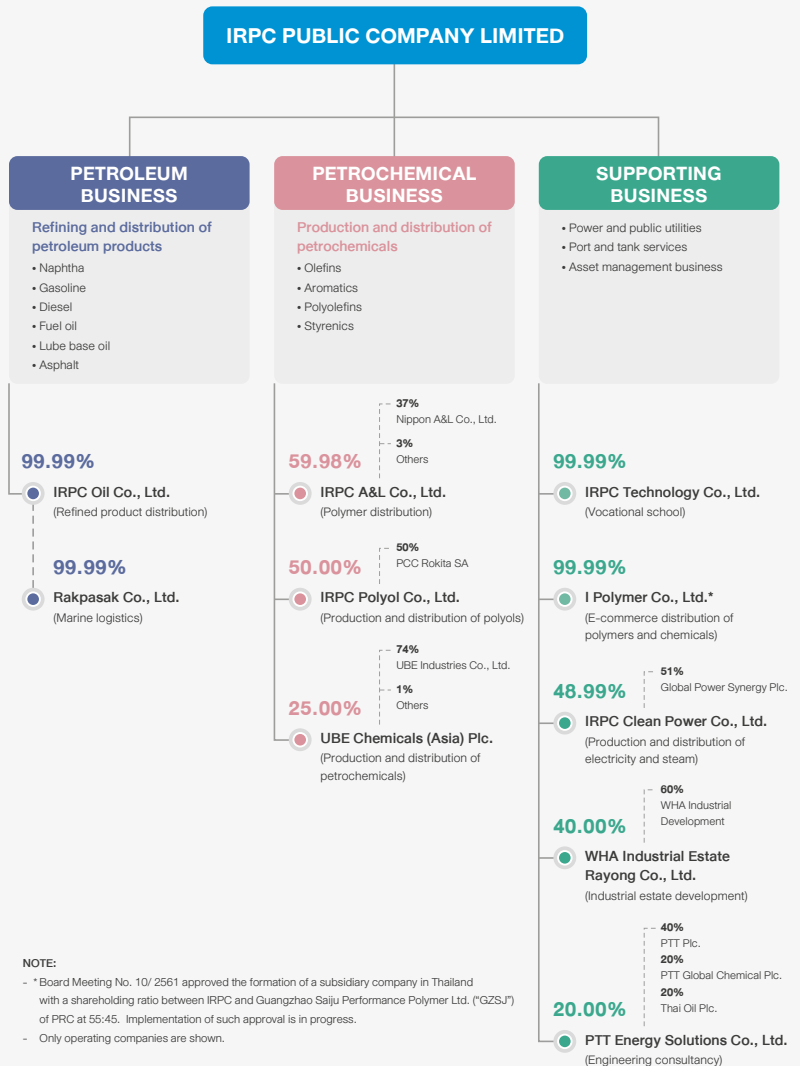 IRPC PUBLIC COMPANY LIMITED
PETROLEUM
BUSINESS
Refining and distribution of
petroleum products
• Naphtha
• Gasoline
• Diesel
• Fuel oil
• Lube base oil
• Asphalt
99.99%
IRPC Oil Co., Ltd.
(Refined product distribution)
99.99%
Rakpasak Co., Ltd.
(Marine logistics)
PETROCHEMICAL
BUSINESS
Production and distribution of
petrochemicals
• Olefins
• Aromatics
• Polyolefins
• Styrenics
37%
Nippon A&L Co., Ltd.
3%
Others
59.98%
IRPC A&L Co., Ltd.
(Polymer distribution)
50%
PCC Rokita SA
50.00%
IRPC Polyol Co., Ltd.
(Production and distribution of polyols)
74%
UBE Industries Co., Ltd.
1%
Others
25.00%
UBE Chemicals (Asia) Plc.
(Production and distribution of
petrochemicals)
SUPPORTING
BUSINESS
• Power and public utilities
• Port and tank services
• Asset management business
99.99%
IRPC Technology Co., Ltd.
(Vocational school)
99.99%
I Polymer Co., Ltd.*
(E-commerce distribution of
polymers and chemicals)
51%
Global Power Synergy Plc.
48.99%
IRPC Clean Power Co., Ltd.
(Production and distribution of
electricity and steam)
60%
WHA Industrial
Development
40.00%
WHA Industrial Estate
Rayong Co., Ltd.
(Industrial estate development)
40%
PTT Plc.
20%
PTT Global Chemical Plc.
20%
Thai Oil Plc.
20.00%
PTT Energy Solutions Co., Ltd.
(Engineering consultancy)
NOTE:
- * Board Meeting No. 10/ 2561 approved the formation of a subsidiary company in Thailand
with a shareholding ratio between IRPC and Guangzhao Saiju Performance Polymer Ltd. (“GZSJ”)
of PRC at 55:45. Implementation of such approval is in progress.
- Only operating companies are shown.